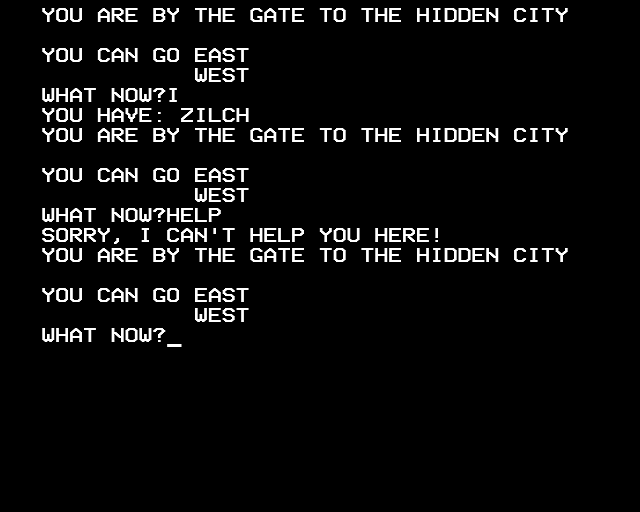 YOU ARE BY THE GATE TO THE HIDDEN CITY
YOU CAN GO EAST
WEST
WHAT NOW?I
YOU HAVE: ZILCH
YOU ARE BY THE GATE TO THE HIDDEN CITY
YOU CAN GO EAST
WEST
WHAT NOW?HELP
SORRY, I CAN'T HELP YOU HERE!
YOU ARE BY THE GATE TO THE HIDDEN CITY
YOU CAN GO EAST
WEST
WHAT NOW?_